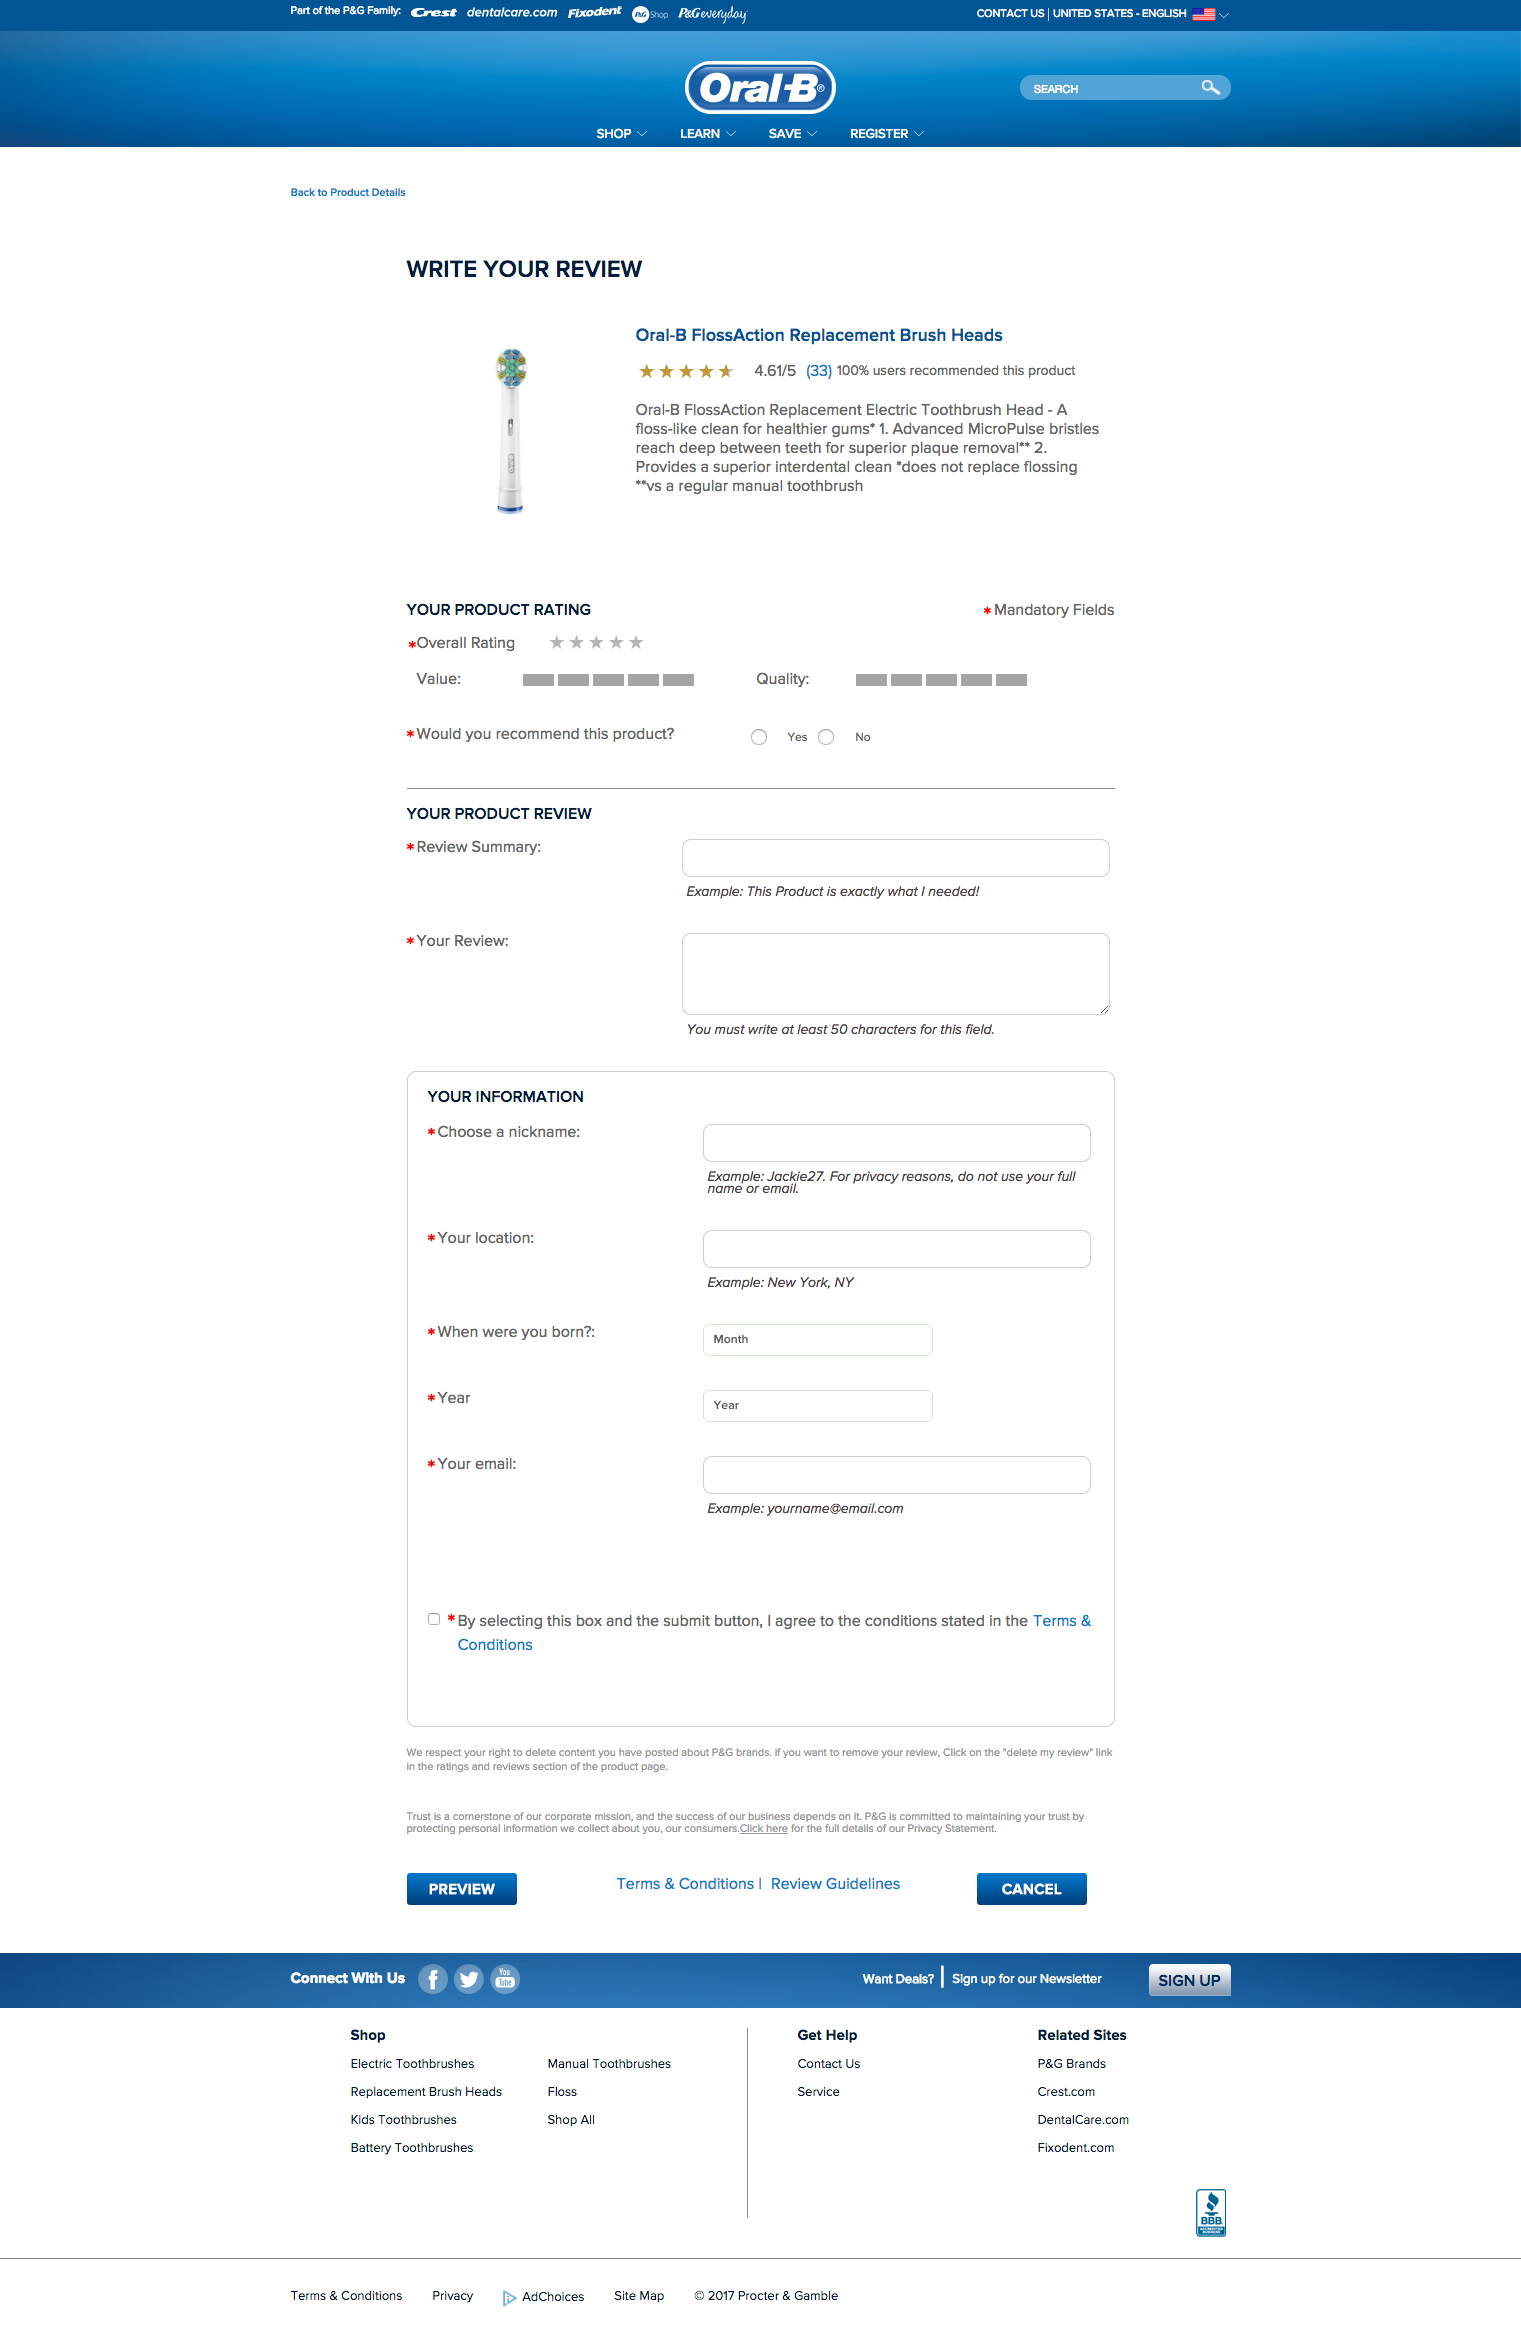 Part of the P&G Family: Crest dentalcare.com Fixodent P&G Shop P&G everyday
CONTACT US | UNITED STATES - ENGLISH
Oral-B®
SEARCH
SHOP LEARN SAVE REGISTER
Back to Product Details
WRITE YOUR REVIEW
Oral-B FlossAction Replacement Brush Heads
4.61/5 (33) 100% users recommended this product
Oral-B FlossAction Replacement Electric Toothbrush Head - A
floss-like clean for healthier gums* 1. Advanced MicroPulse bristles
reach deep between teeth for superior plaque removal** 2.
Provides a superior interdental clean *does not replace flossing
**vs a regular manual toothbrush
YOUR PRODUCT RATING
*Mandatory Fields
*Overall Rating
Value:
Quality:
*Would you recommend this product? Yes No
YOUR PRODUCT REVIEW
*Review Summary:
Example: This Product is exactly what I needed!
*Your Review:
You must write at least 50 characters for this field.
YOUR INFORMATION
*Choose a nickname:
Example: Jackie27. For privacy reasons, do not use your full
name or email.
*Your location:
Example: New York, NY
*When were you born?: Month
*Year Year
*Your email:
Example: yourname@email.com
*By selecting this box and the submit button, I agree to the conditions stated in the Terms &
Conditions
We respect your right to delete content you have posted about P&G brands. if you want to remove your review, Click on the "delete my review" link
in the ratings and reviews section of the product page.
Trust is a cornerstone of our corporate mission, and the success of our business depends on it. P&G is committed to maintaining your trust by
protecting personal information we collect about you, our consumers.Click here for the full details of our Privacy Statement.
PREVIEW
Terms & Conditions | Review Guidelines
CANCEL
Connect With Us
You Tube
Want Deals? | Sign up for our Newsletter
SIGN UP
Shop
Electric Toothbrushes
Replacement Brush Heads
Kids Toothbrushes
Battery Toothbrushes
Manual Toothbrushes
Floss
Shop All
Get Help
Contact Us
Service
Related Sites
P&G Brands
Crest.com
DentalCare.com
Fixodent.com
BBB
ACCREDITED
BUSINESS
Terms & Conditions Privacy AdChoices Site Map © 2017 Procter & Gamble